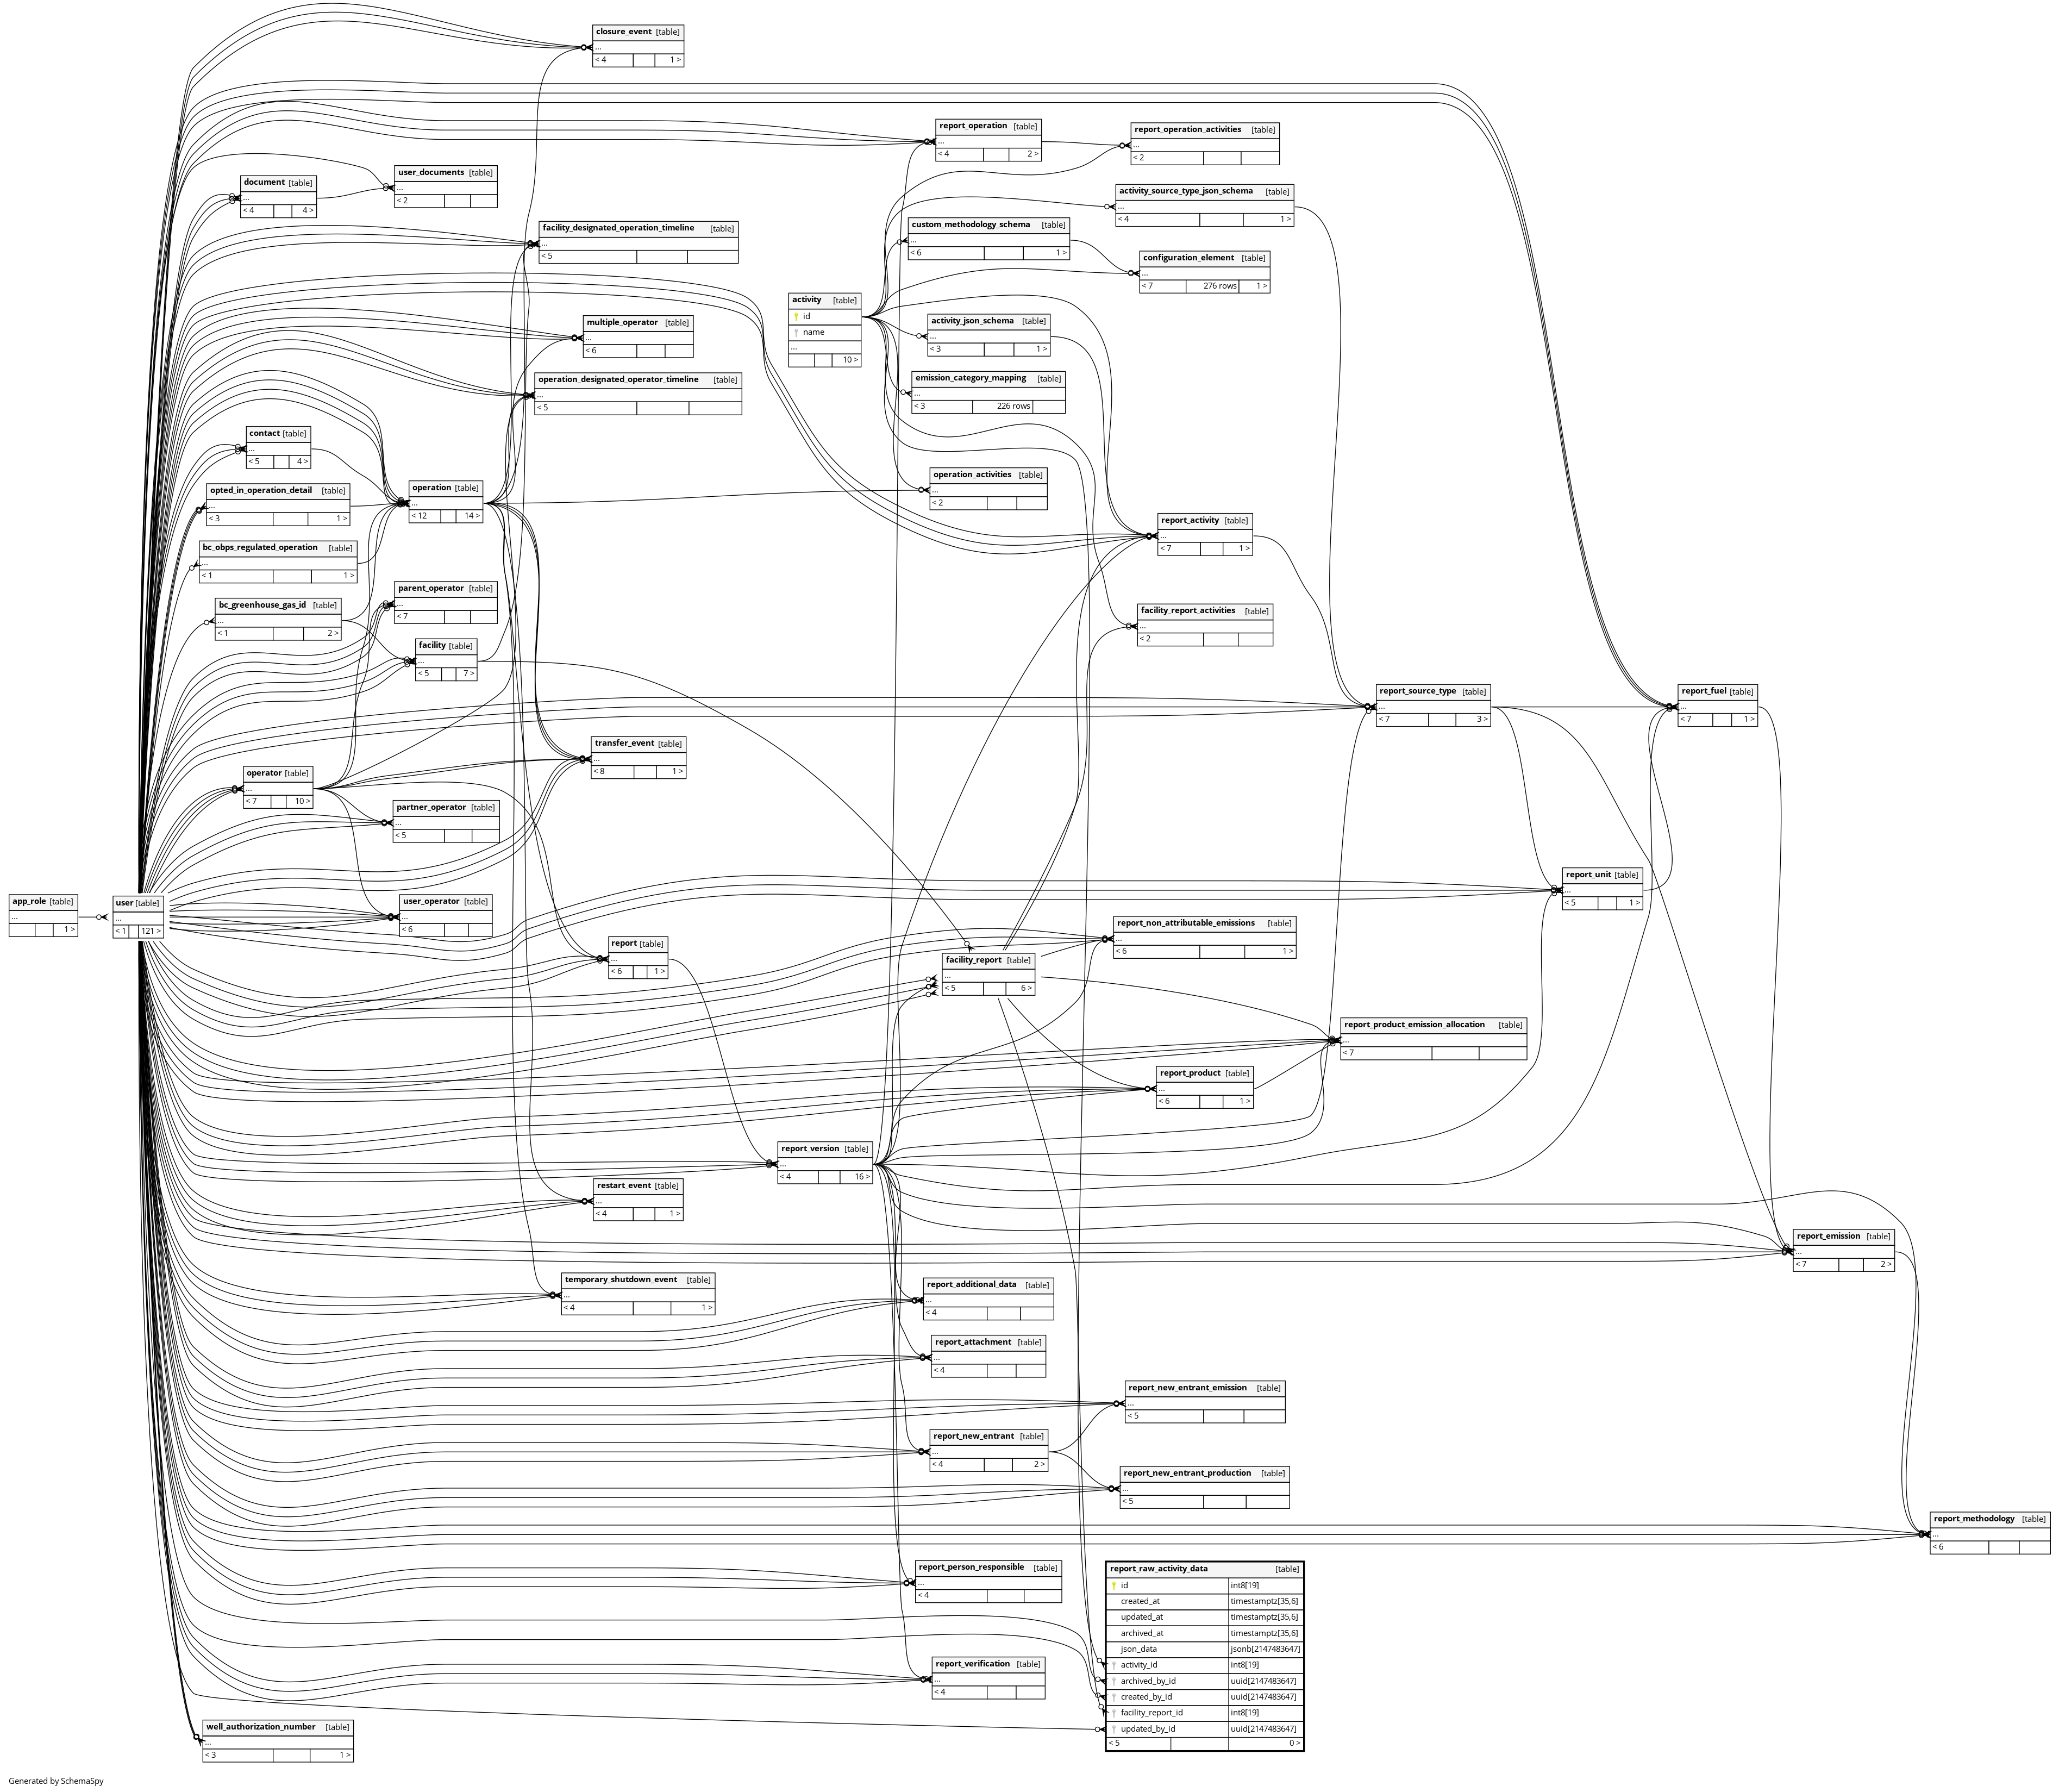 closure_event [table]
...
< 4 1 >
report_operation [table]
...
< 4 2 >
report_operation_activities [table]
...
< 2
user_documents [table]
...
< 2
document [table]
...
< 4 4 >
activity_source_type_json_schema [table]
...
< 4 1 >
facility_designated_operation_timeline [table]
...
< 5
custom_methodology_schema [table]
...
< 6 1 >
configuration_element [table]
...
< 7 276 rows 1 >
activity [table]
id
name
...
10 >
multiple_operator [table]
...
< 6
activity_json_schema [table]
...
< 3 1 >
operation_designated_operator_timeline [table]
...
< 5
emission_category_mapping [table]
...
< 3 226 rows
contact [table]
...
< 5 4 >
operation_activities [table]
...
< 2
opted_in_operation_detail [table]
...
< 3 1 >
operation [table]
...
< 12 14 >
report_activity [table]
...
< 7 1 >
bc_obps_regulated_operation [table]
...
< 1 1 >
parent_operator [table]
...
< 7
bc_greenhouse_gas_id [table]
...
< 1 2 >
facility_report_activities [table]
...
< 2
facility [table]
...
< 5 7 >
report_source_type [table]
...
< 7 3 >
report_fuel [table]
...
< 7 1 >
transfer_event [table]
...
< 8 1 >
operator [table]
...
< 7 10 >
partner_operator [table]
...
< 5
report_unit [table]
...
< 5 1 >
app_role [table]
...
1 >
user [table]
...
< 1 121 >
user_operator [table]
...
< 6
report_non_attributable_emissions [table]
...
< 6 1 >
report [table]
...
< 6 1 >
facility_report [table]
...
< 5 6 >
report_product_emission_allocation [table]
...
< 7
report_product [table]
...
< 6 1 >
report_version [table]
...
< 4 16 >
restart_event [table]
...
< 4 1 >
report_emission [table]
...
< 7 2 >
temporary_shutdown_event [table]
...
< 4 1 >
report_additional_data [table]
...
< 4
report_attachment [table]
...
< 4
report_new_entrant_emission [table]
...
< 5
report_new_entrant [table]
...
< 4 2 >
report_new_entrant_production [table]
...
< 5
report_methodology [table]
...
< 6
report_person_responsible [table]
...
< 4
report_raw_activity_data [table]
id int8[19]
created_at timestamptz[35,6]
updated_at timestamptz[35,6]
archived_at timestamptz[35,6]
json_data jsonb[2147483647]
activity_id int8[19]
archived_by_id uuid[2147483647]
created_by_id uuid[2147483647]
facility_report_id int8[19]
updated_by_id uuid[2147483647]
< 5 0 >
report_verification [table]
...
< 4
well_authorization_number [table]
...
< 3 1 >
Generated by SchemaSpy